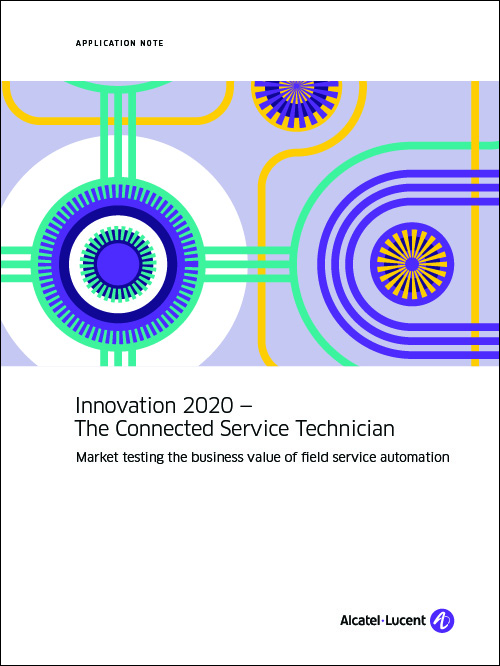 APPLICATION NOTE
Innovation 2020 –
The Connected Service Technician
Market testing the business value of field service automation
Alcatel·Lucent